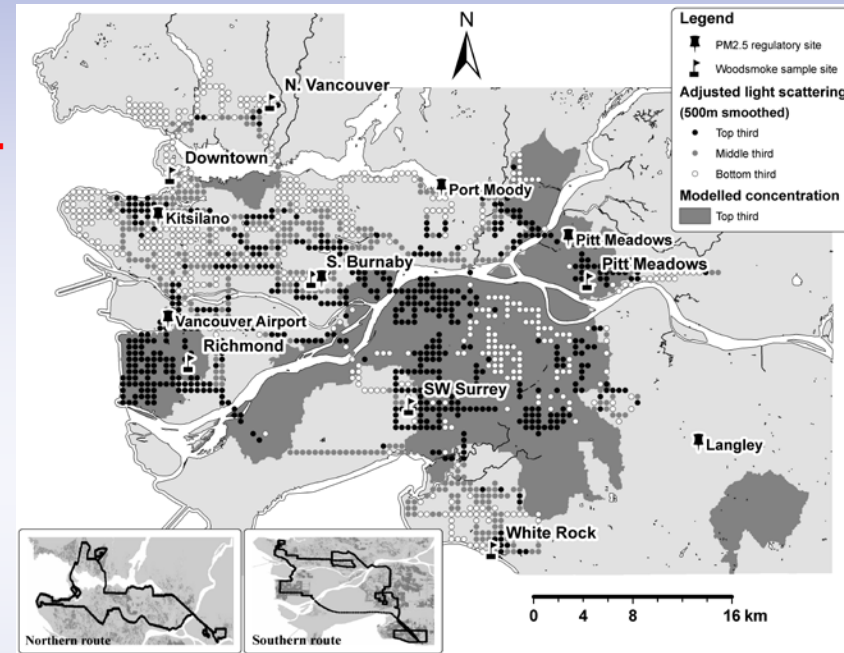 N
Legend
PM2.5 regulatory site
Woodsmoke sample site
Adjusted light scattering
(500m smoothed)
Top third
Middle third
Bottom third
Modelled concentration
Top third
N. Vancouver
Downtown
Port Moody
Kitsilano
Pitt Meadows
S. Burnaby
Pitt Meadows
Vancouver Airport
Richmond
SW Surrey
Langley
White Rock
Northern route
Southern route
0 4 8 16 km